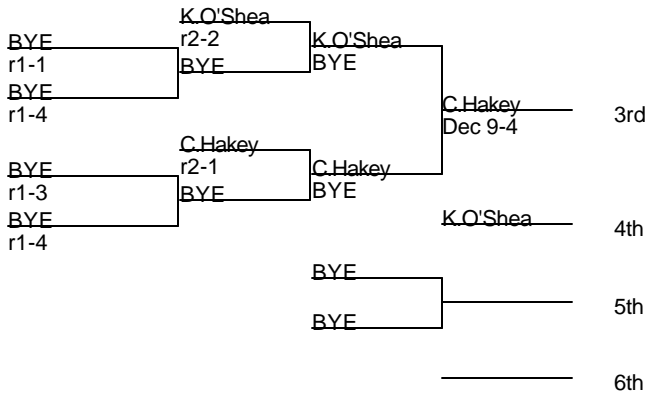 K.O'Shea
BYE
r2-2
K.O'Shea
r1-1
BYE
BYE
BYE
r1-4
C.Hakey
Dec 9-4
3rd
C.Hakey
BYE
r2-1
C.Hakey
r1-3
BYE
BYE
BYE
r1-4
K.O'Shea
4th
BYE
5th
BYE
6th